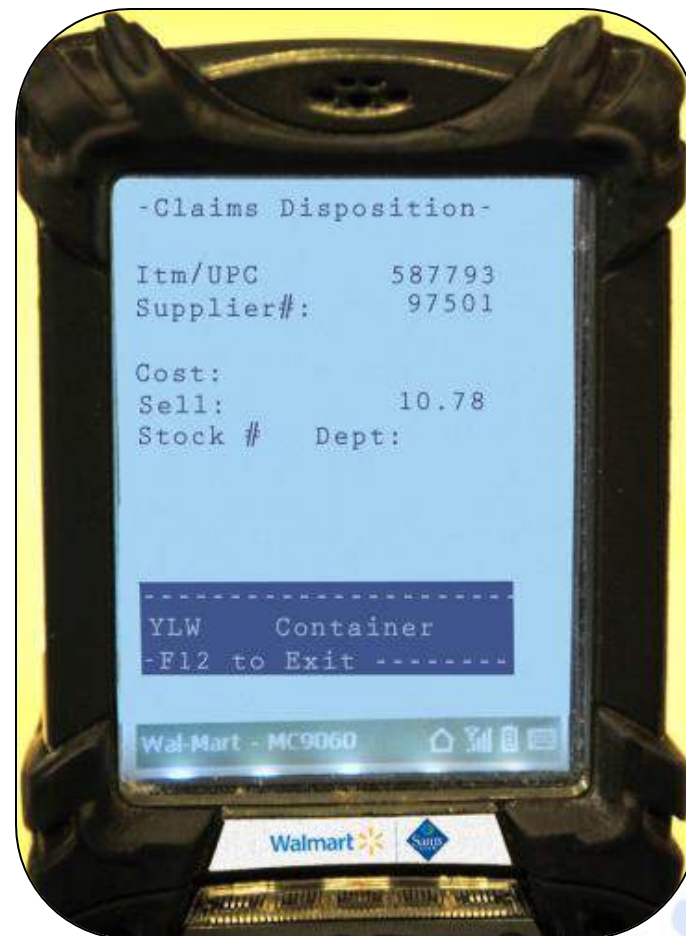 -Claims Disposition-
Itm/UPC 587793
Supplier#: 97501
Cost:
Sell: 10.78
Stock # Dept:
YLW Container
-F12 to Exit --------
Wal-Mart - MC9060
Walmart Sam's